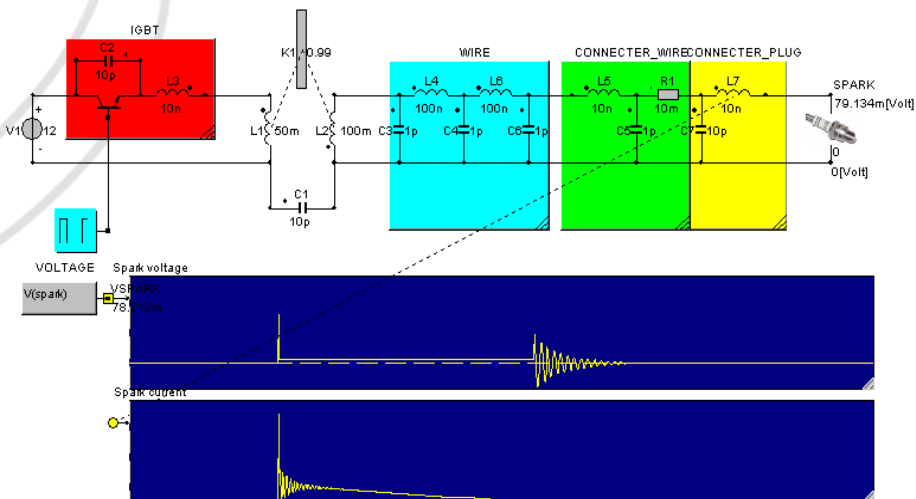 IGBT
C2
10p
L3
10n
V1
12
+
-
K1
0.99
L1
50m
L2
100m
C1
10p
WIRE
L4
100n
L6
100n
C3
1p
C4
1p
C6
1p
CONNECTER_WIRE
CONNECTER_PLUG
L5
10n
R1
10m
L7
10n
C5
1p
C7
10p
SPARK
79.134m[Volt]
0
0[Volt]
VOLTAGE
Spark voltage
V(spark)
VSPARK
Spark current